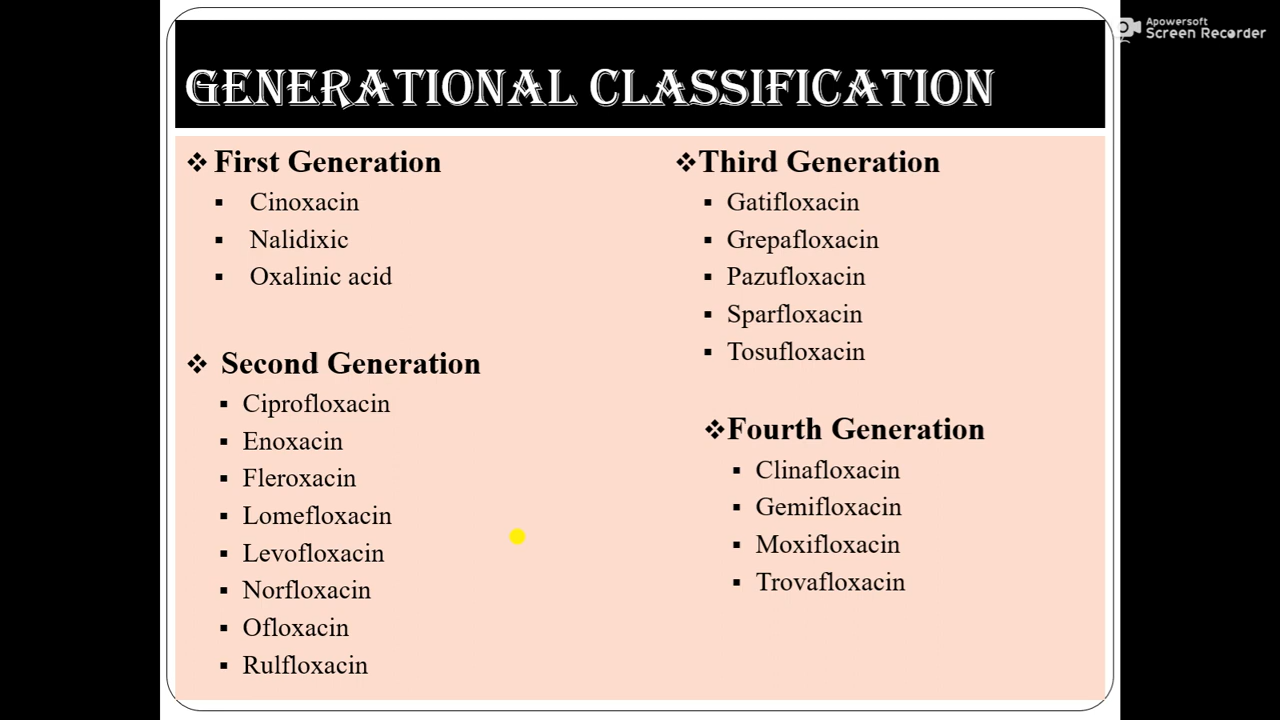 Apowersoft
Screen Recorder
GENERATIONAL CLASSIFICATION
❖ First Generation
▪ Cinoxacin
▪ Nalidixic
▪ Oxalinic acid
❖ Second Generation
▪ Ciprofloxacin
▪ Enoxacin
▪ Fleroxacin
▪ Lomefloxacin
▪ Levofloxacin
▪ Norfloxacin
▪ Ofloxacin
▪ Rulfloxacin
❖Third Generation
▪ Gatifloxacin
▪ Grepafloxacin
▪ Pazufloxacin
▪ Sparfloxacin
▪ Tosufloxacin
❖Fourth Generation
▪ Clinafloxacin
▪ Gemifloxacin
▪ Moxifloxacin
▪ Trovafloxacin